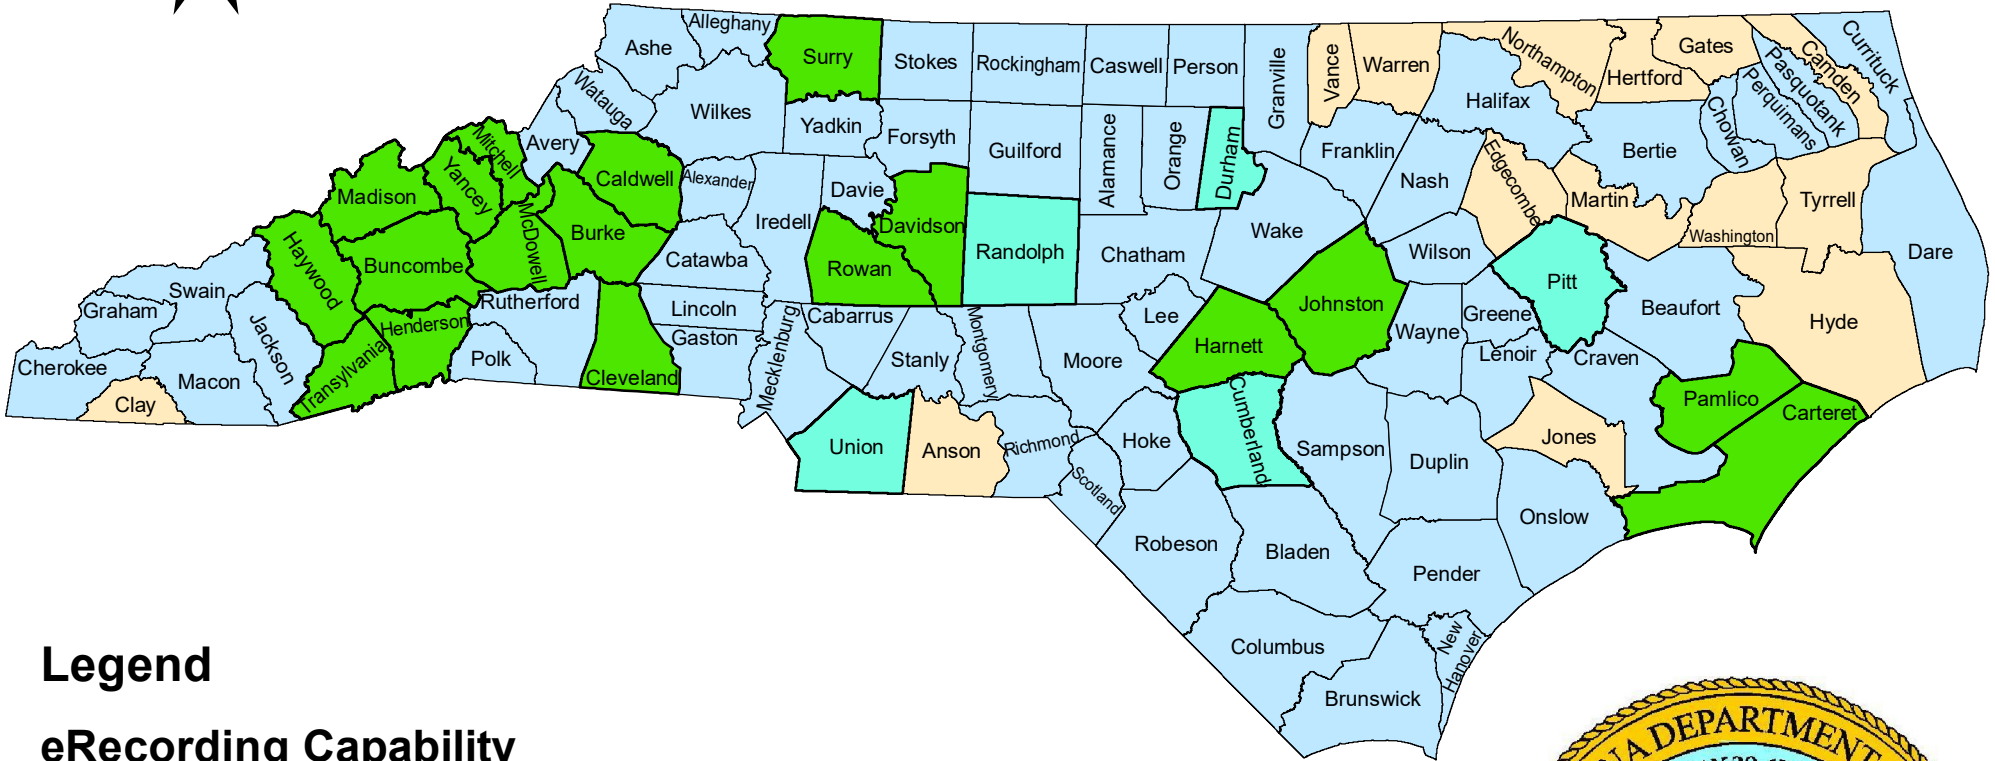 Ashe
Alleghany
Surry
Stokes
Rockingham
Caswell
Person
Granville
Vance
Warren
Northampton
Hertford
Gates
Camden
Currituck
Pasquotank
Perquimans
Chowan
Halifax
Bertie
Watauga
Wilkes
Yadkin
Forsyth
Guilford
Alamance
Orange
Durham
Franklin
Nash
Edgecombe
Martin
Washington
Tyrrell
Dare
Mitchell
Avery
Caldwell
Alexander
Iredell
Davie
Davidson
Randolph
Chatham
Wake
Wilson
Pitt
Beaufort
Hyde
Madison
Yancey
McDowell
Burke
Catawba
Rowan
Johnston
Haywood
Buncombe
Rutherford
Lincoln
Gaston
Cleveland
Mecklenburg
Cabarrus
Stanly
Montgomery
Moore
Lee
Harnett
Wayne
Greene
Lenoir
Craven
Pamlico
Carteret
Swain
Graham
Cherokee
Clay
Macon
Jackson
Transylvania
Henderson
Polk
Union
Anson
Richmond
Scotland
Hoke
Cumberland
Sampson
Duplin
Jones
Onslow
Robeson
Bladen
Pender
Columbus
Brunswick
New
Hanover
Legend
eRecording Capability
NA DEPARTMENT